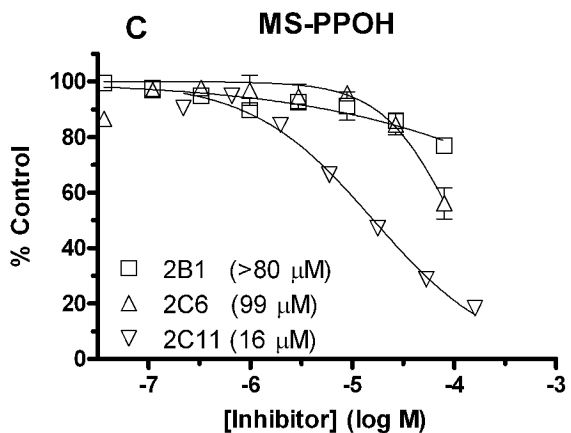 C MS-PPOH
% Control
100
80
60
40
20
0
2B1 (>80 μM)
2C6 (99 μM)
2C11 (16 μM)
-7 -6 -5 -4 -3
[Inhibitor] (log M)